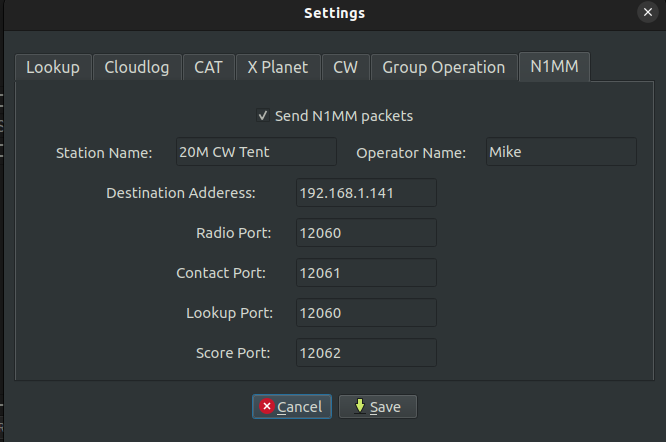 Settings
Lookup Cloudlog CAT X Planet CW Group Operation N1MM
Send N1MM packets
Station Name: 20M CW Tent Operator Name: Mike
Destination Adderess: 192.168.1.141
Radio Port: 12060
Contact Port: 12061
Lookup Port: 12060
Score Port: 12062
Cancel Save